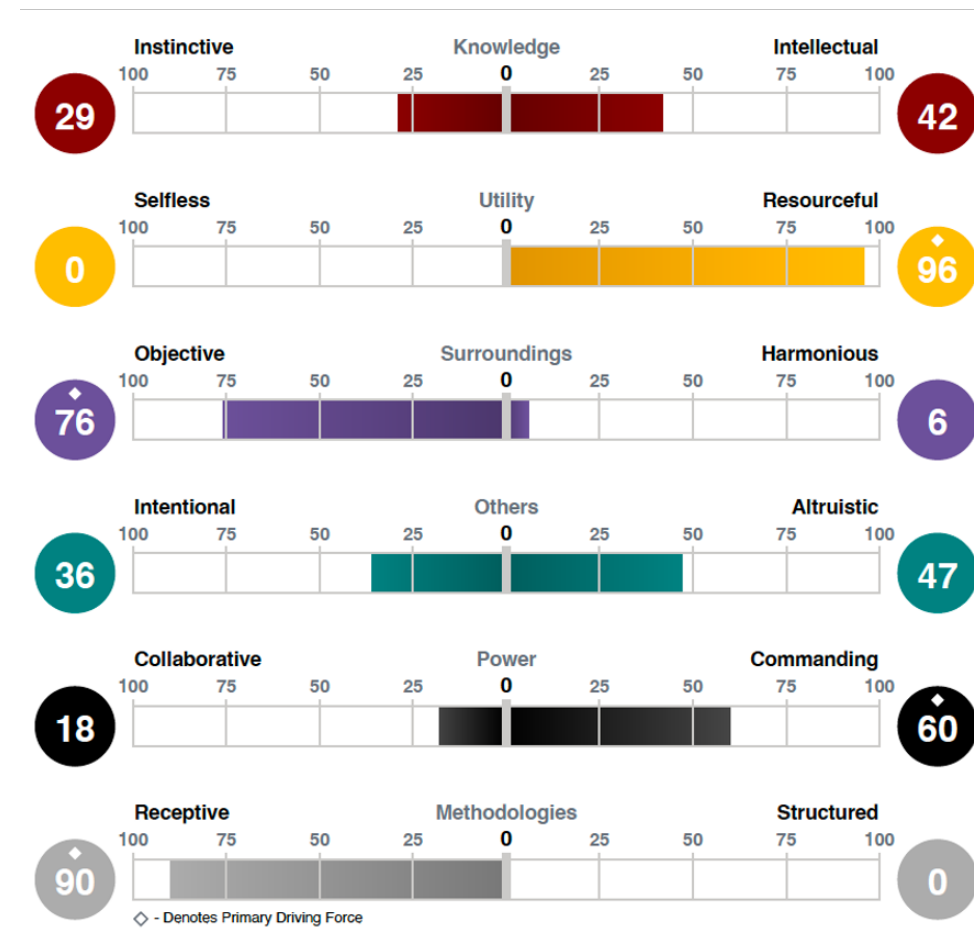 Instinctive Knowledge Intellectual
100 75 50 25 0 25 50 75 100
29 42
Selfless Utility Resourceful
100 75 50 25 0 25 50 75 100
0 96
Objective Surroundings Harmonious
100 75 50 25 0 25 50 75 100
76 6
Intentional Others Altruistic
100 75 50 25 0 25 50 75 100
36 47
Collaborative Power Commanding
100 75 50 25 0 25 50 75 100
18 60
Receptive Methodologies Structured
100 75 50 25 0 25 50 75 100
90 0
- Denotes Primary Driving Force